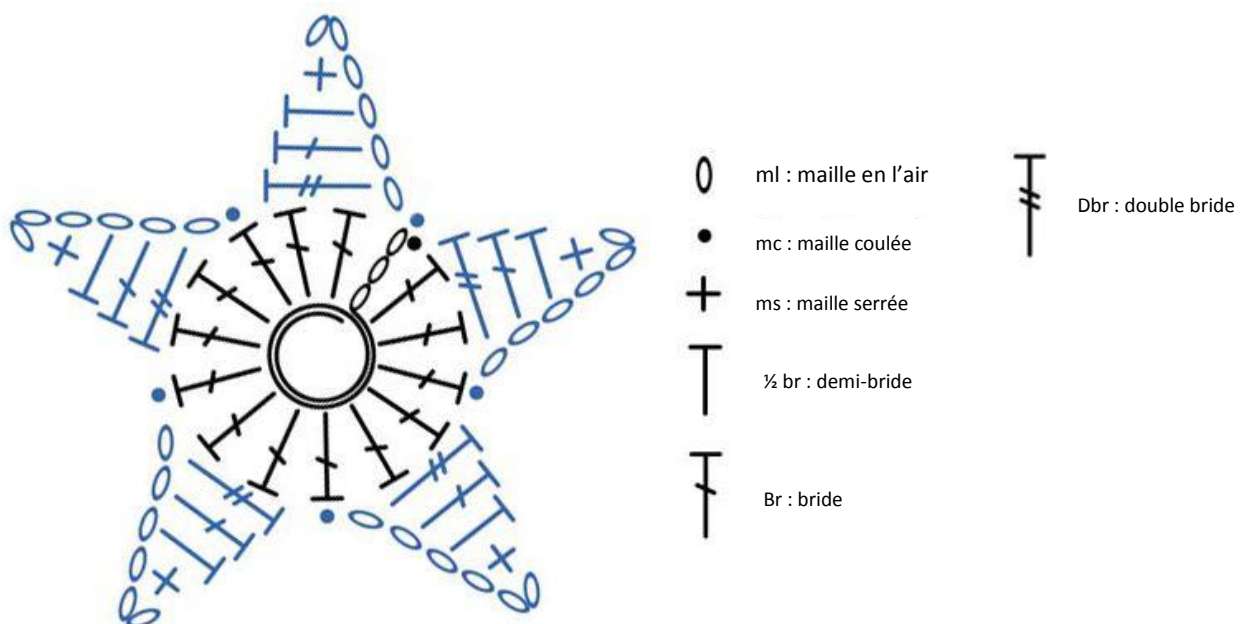 ml : maille en l’air
Dbr : double bride
mc : maille coulée
ms : maille serrée
½ br : demi-bride
Br : bride